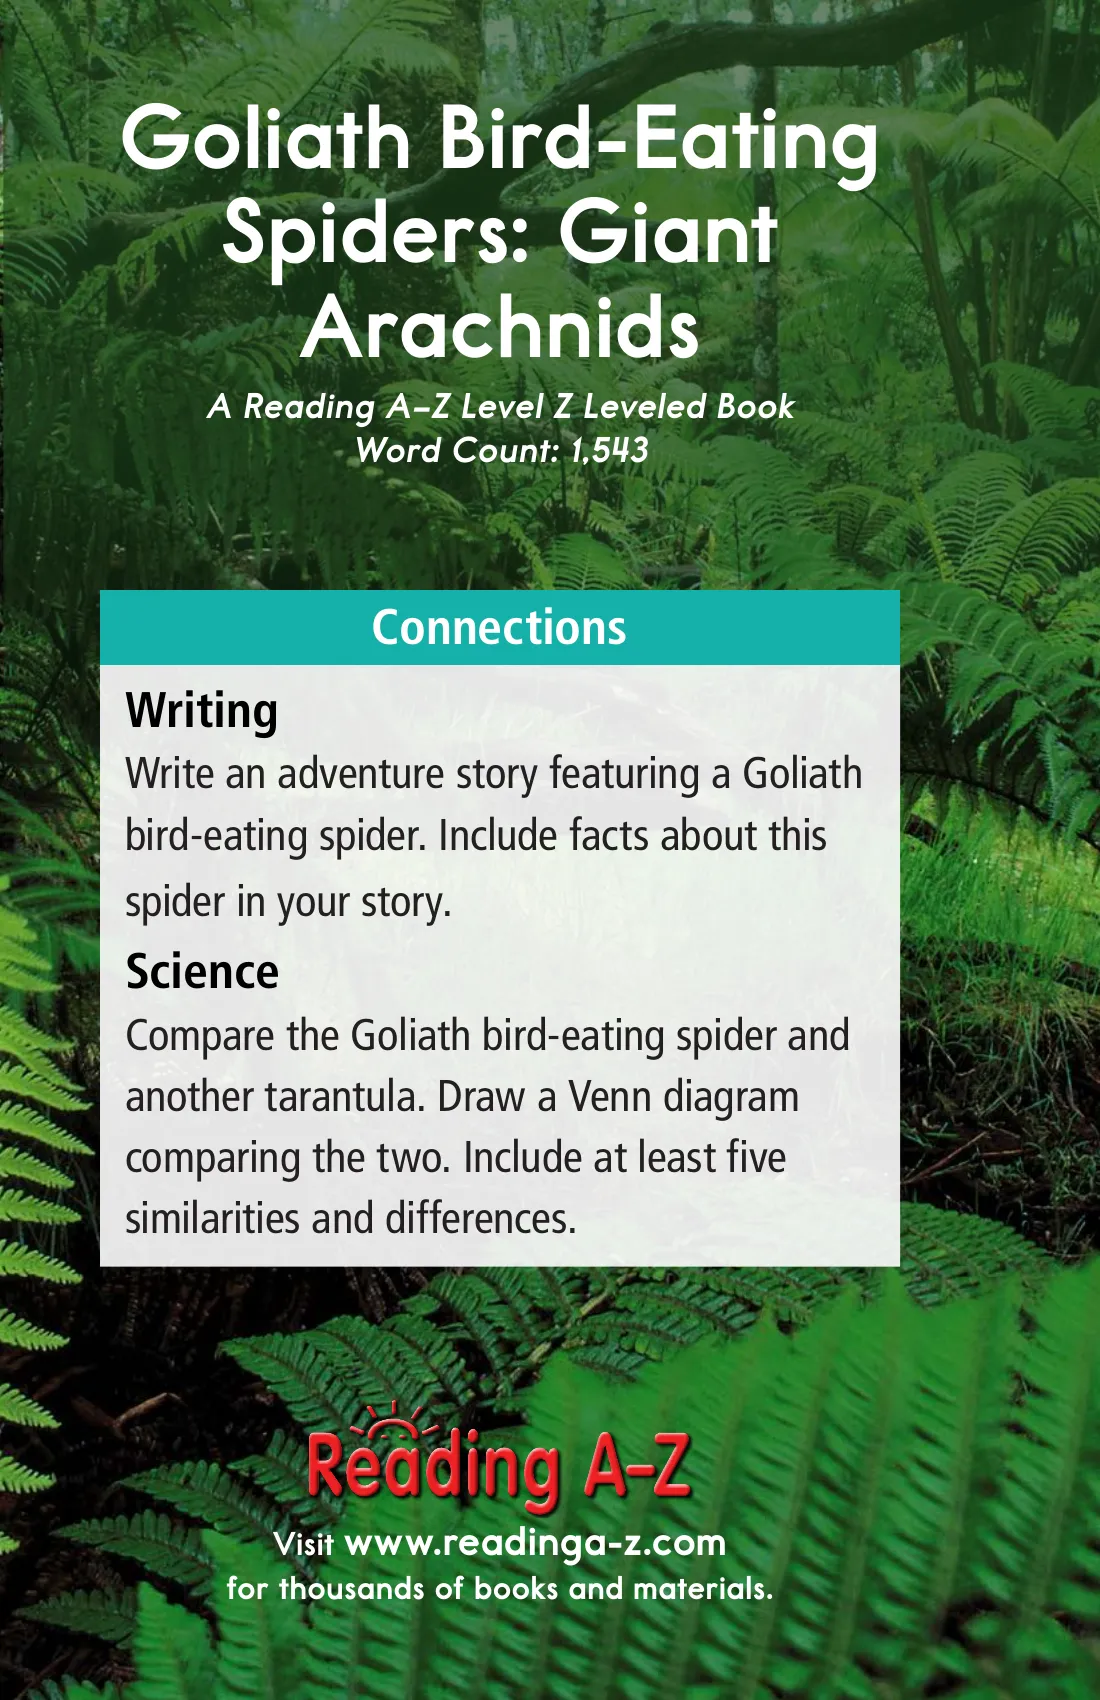 Goliath Bird-Eating
Spiders: Giant
Arachnids
A Reading A–Z Level Z Leveled Book
Word Count: 1,543
Connections
Writing
Write an adventure story featuring a Goliath
bird-eating spider. Include facts about this
spider in your story.
Science
Compare the Goliath bird-eating spider and
another tarantula. Draw a Venn diagram
comparing the two. Include at least five
similarities and differences.
Reading A–Z
Visit www.readinga-z.com
for thousands of books and materials.